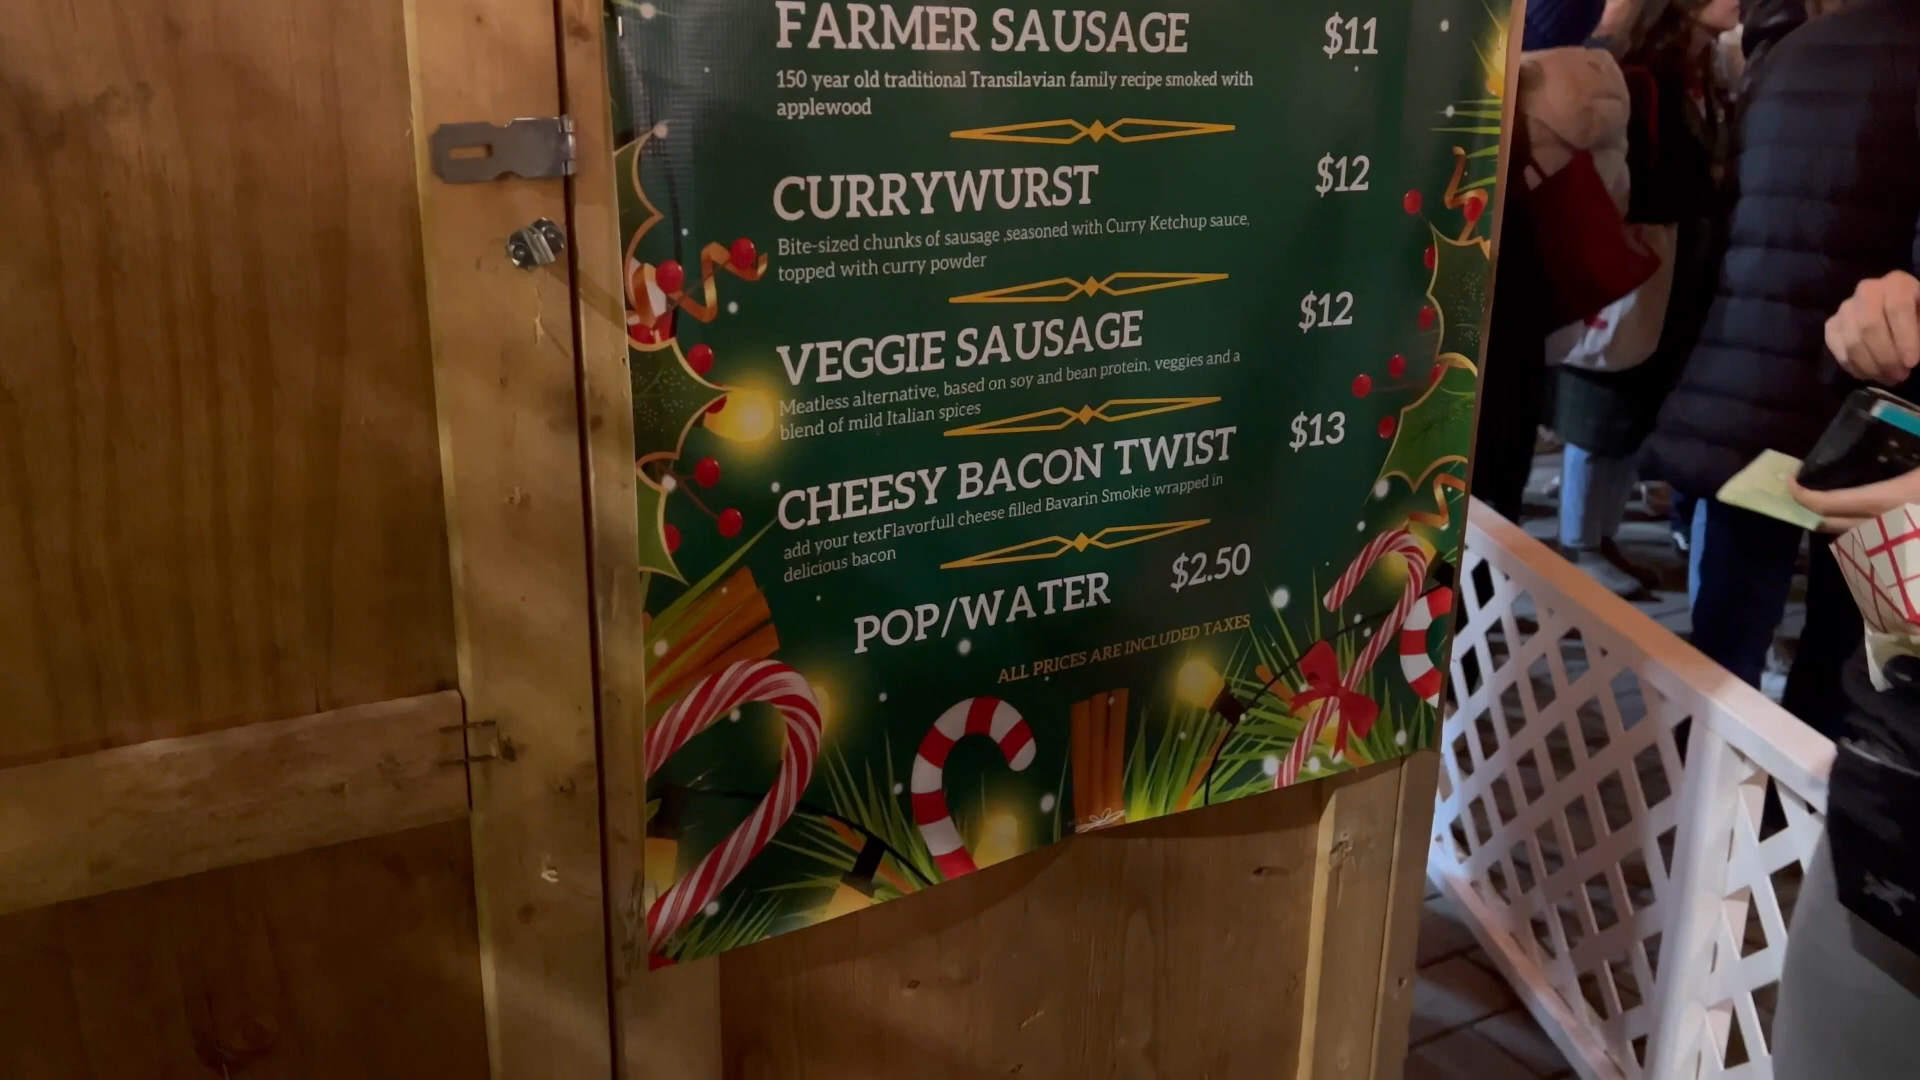 FARMER SAUSAGE $11
150 year old traditional Transilavian family recipe smoked with
applewood
CURRYWURST $12
Bite-sized chunks of sausage ,seasoned with Curry Ketchup sauce,
topped with curry powder
VEGGIE SAUSAGE $12
Meatless alternative, based on soy and bean protein, veggies and a
blend of mild Italian spices
CHEESY BACON TWIST $13
add your textFlavorfull cheese filled Bavarin Smokie wrapped in
delicious bacon
POP/WATER $2.50
ALL PRICES ARE INCLUDED TAXES